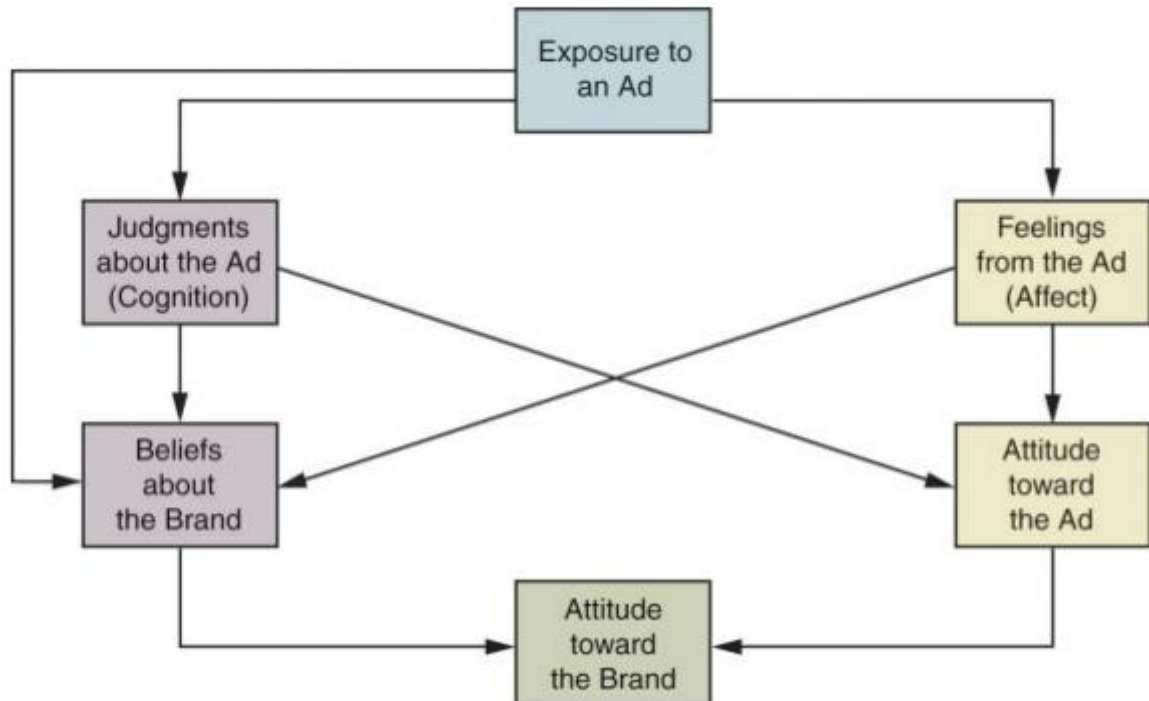 Exposure to
an Ad
Judgments
about the Ad
(Cognition)
Feelings
from the Ad
(Affect)
Beliefs
about
the Brand
Attitude
toward
the Ad
Attitude
toward
the Brand